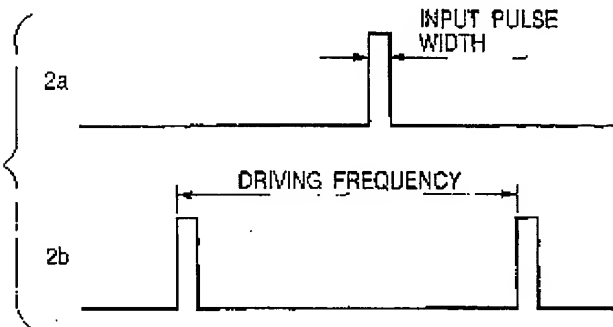 INPUT PULSE
WIDTH
2a
DRIVING FREQUENCY
2b